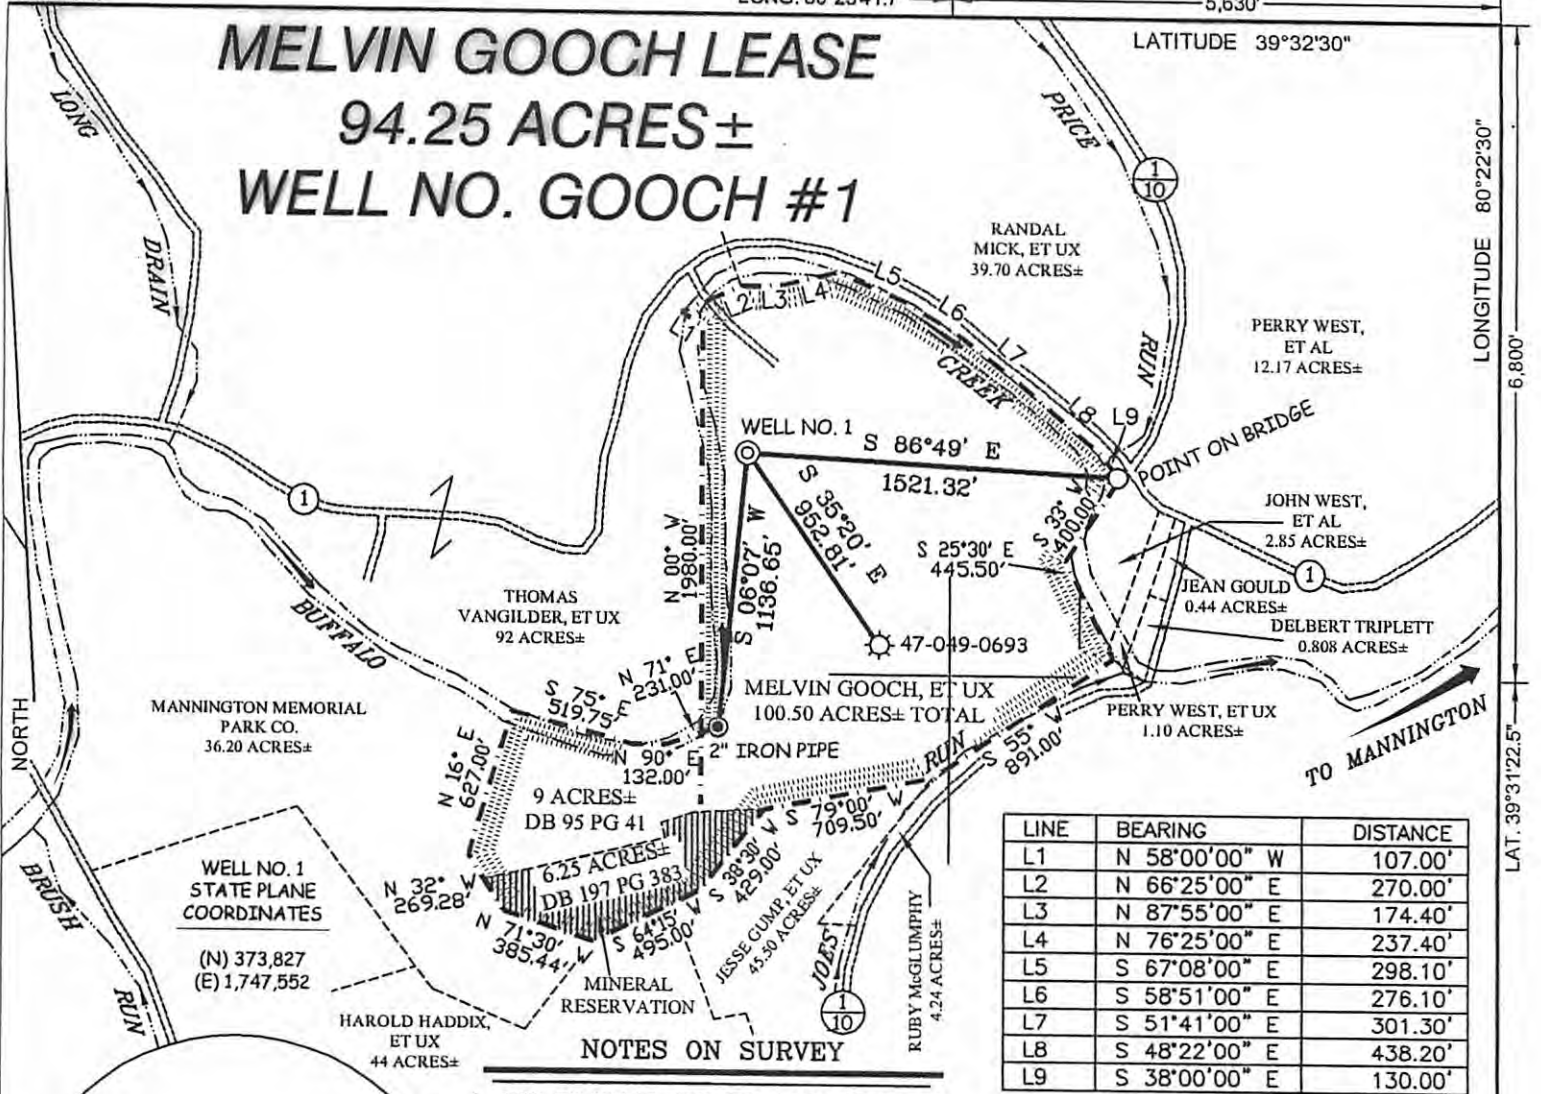 5,630'
MELVIN GOOCH LEASE
94.25 ACRES±
WELL NO. GOOCH #1
LATITUDE 39°32'30"
LONGITUDE 80°22'30"
6,800'
LAT. 39°31'22.5"
LONG
DRAIN
PRICE
RUN
1
10
RANDAL
MICK, ET UX
39.70 ACRES±
PERRY WEST,
ET AL
12.17 ACRES±
L1
L2
L3
L4
L5
L6
L7
L8
L9
CREEK
POINT ON BRIDGE
WELL NO. 1
S 86°49' E
1521.32'
S 35°20' E
952.81'
S 06°07' W
1136.65'
N 00° W
1980.00'
S 33° W
400.00'
S 25°30' E
445.50'
JOHN WEST,
ET AL
2.85 ACRES±
JEAN GOULD
0.44 ACRES±
DELBERT TRIPLETT
0.808 ACRES±
1
1
BUFFALO
THOMAS
VANGILDER, ET UX
92 ACRES±
47-049-0693
MELVIN GOOCH, ET UX
100.50 ACRES± TOTAL
PERRY WEST, ET UX
1.10 ACRES±
TO MANNINGTON
NORTH
MANNINGTON MEMORIAL
PARK CO.
36.20 ACRES±
N 71° E
231.00'
S 75° E
519.75'
N 90° E
132.00'
2" IRON PIPE
N 16° E
627.00'
9 ACRES±
DB 95 PG 41
6.25 ACRES±
DB 197 PG 383
RUN
S 55° W
891.00'
S 79°00' W
709.50'
S 38°30' W
429.00'
S 64°15' W
495.00'
N 71°30' W
385.44'
N 32° W
269.28'
MINERAL
RESERVATION
JESSE GUMP, ET UX
45.50 ACRES±
JOES
1
10
RUBY McGLUMPHY
4.24 ACRES±
BRUSH
RUN
WELL NO. 1
STATE PLANE
COORDINATES
(N) 373,827
(E) 1,747,552
HAROLD HADDIX,
ET UX
44 ACRES±
NOTES ON SURVEY
LINE BEARING DISTANCE
L1 N 58°00'00" W 107.00'
L2 N 66°25'00" E 270.00'
L3 N 87°55'00" E 174.40'
L4 N 76°25'00" E 237.40'
L5 S 67°08'00" E 298.10'
L6 S 58°51'00" E 276.10'
L7 S 51°41'00" E 301.30'
L8 S 48°22'00" E 438.20'
L9 S 38°00'00" E 130.00'